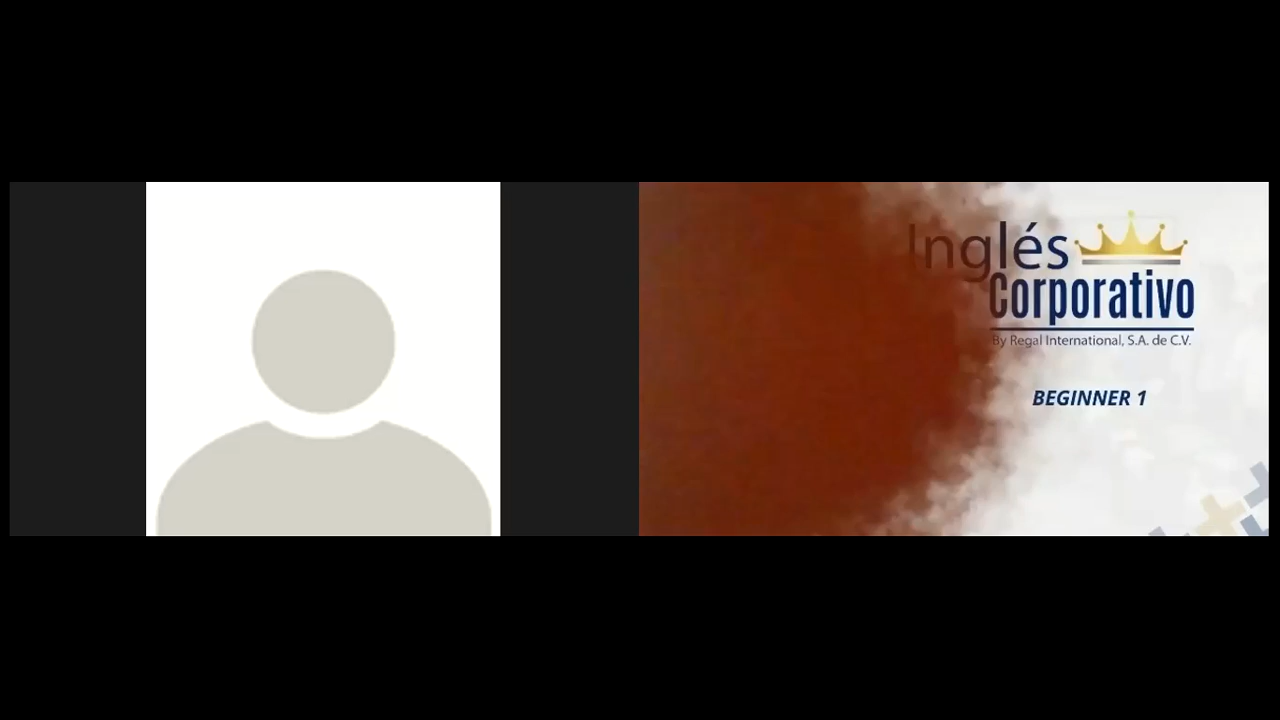 Inglés
Corporativo
By Regal International, S.A. de C.V.
BEGINNER 1